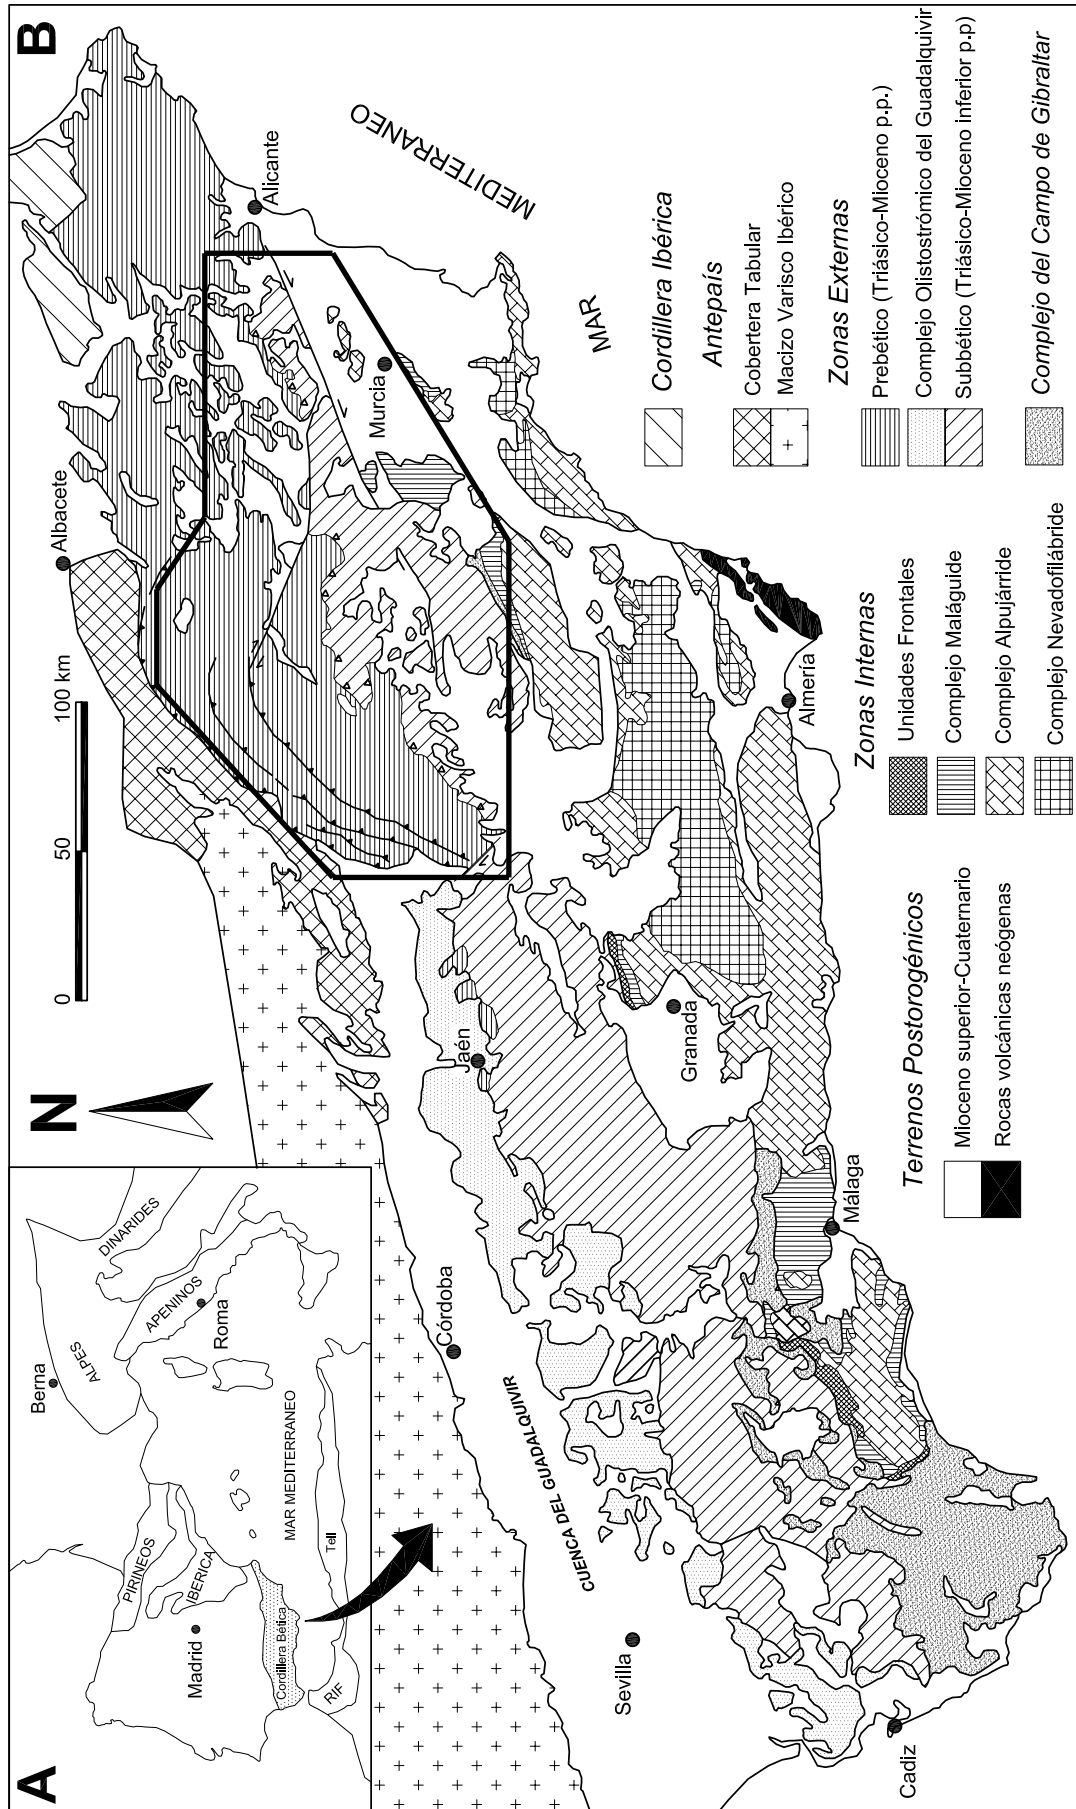 A
Berna
ALPES
DINARIDES
APENINOS
Roma
PIRINEOS
IBERICA
Madrid
MAR MEDITERRANEO
Cordillera Bética
Tell
RIF
N
0
50
100 km
B
Albacete
Alicante
Murcia
MAR
MEDITERRANEO
Córdoba
Jaén
CUENCA DEL GUADALQUIVIR
Sevilla
Granada
Almería
Málaga
Cadiz
Terrenos Postorogénicos
Mioceno superior-Cuaternario
Rocas volcánicas neógenas
Zonas Internas
Unidades Frontales
Complejo Maláguide
Complejo Alpujárride
Complejo Nevadofilábride
Cordillera Ibérica
Antepaís
Cobertera Tabular
Macizo Varisco Ibérico
Zonas Externas
Prebético (Triásico-Mioceno p.p.)
Complejo Olistostrómico del Guadalquivir
Subbético (Triásico-Mioceno inferior p.p)
Complejo del Campo de Gibraltar